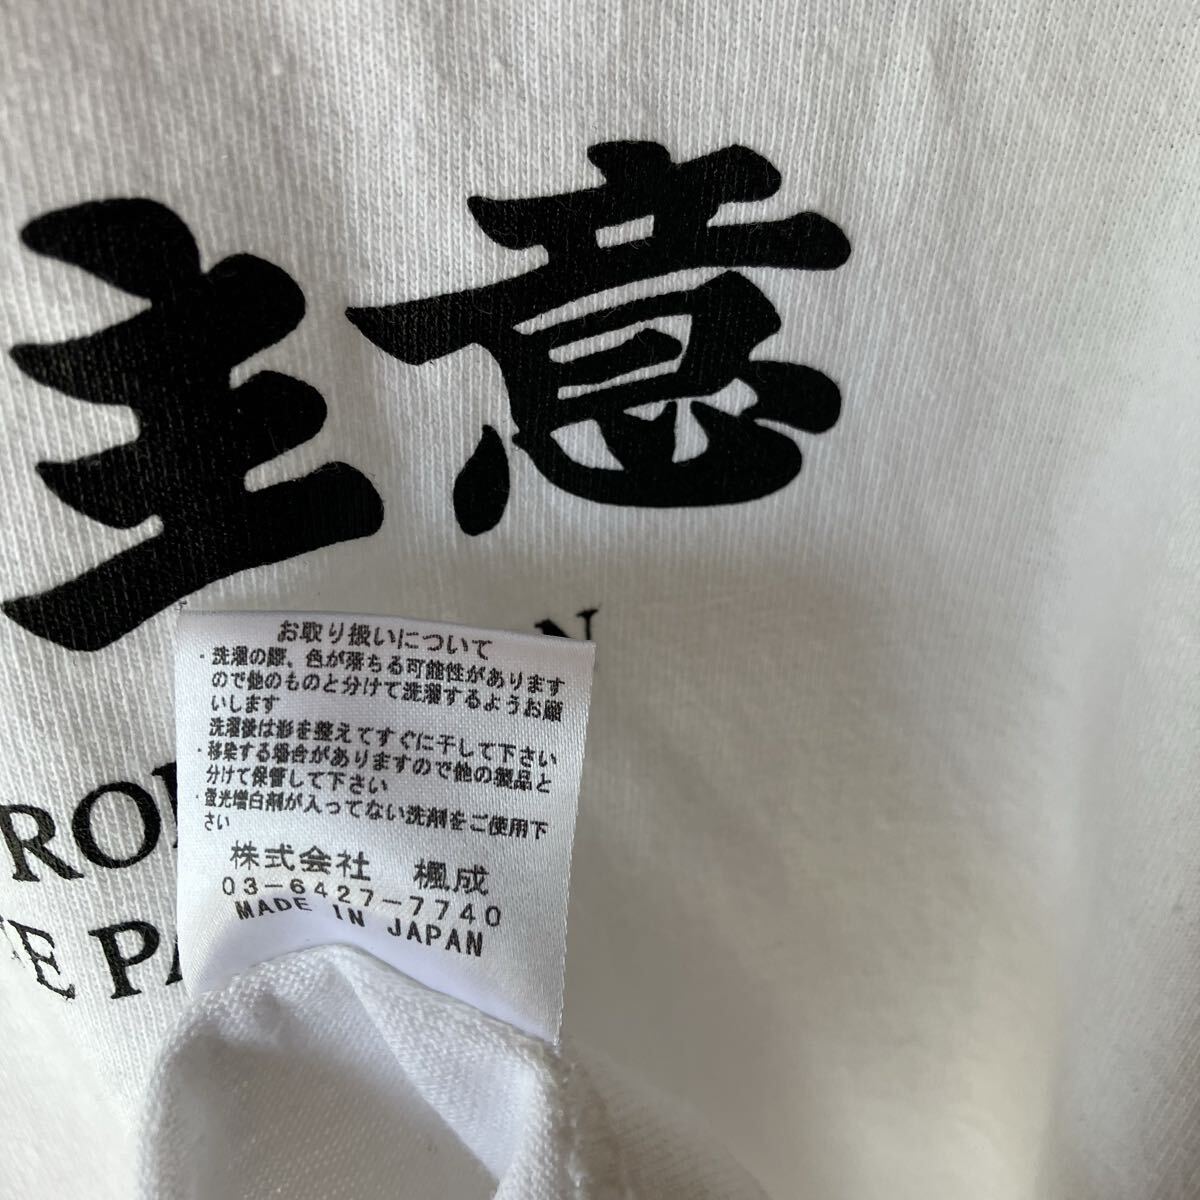 主意
N
お取り扱いについて
・洗濯の際、色が落ちる可能性があります
ので他のものと分けて洗濯するようお願
いします
洗濯後は形を整えてすぐに干して下さい
・移染する場合がありますので他の製品と
分けて保管して下さい
・蛍光増白剤が入ってない洗剤をご使用下
さい
株式会社 楓成
03-6427-7740
MADE IN JAPAN
ROD
E PA